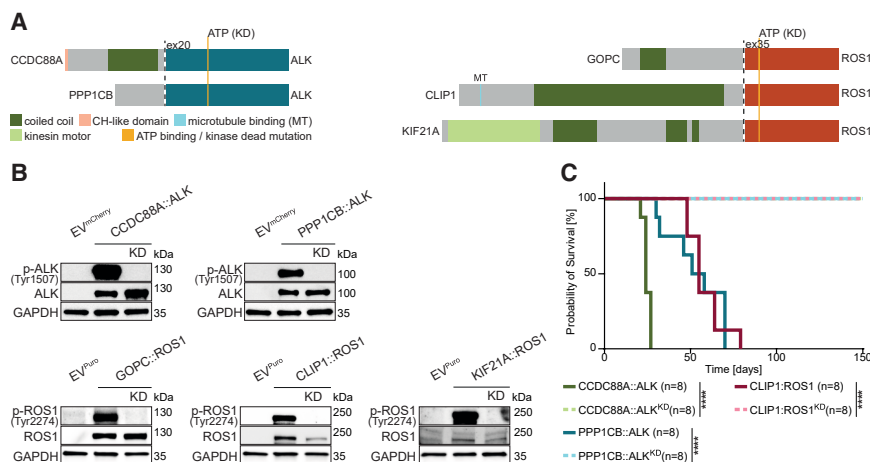 A
ATP (KD)
ex20
CCDC88A
ALK
PPP1CB
ALK
coiled coil
CH-like domain
microtubule binding (MT)
kinesin motor
ATP binding / kinase dead mutation
ATP (KD)
ex35
GOPC
ROS1
MT
CLIP1
ROS1
KIF21A
ROS1
B
EVmCherry
CCDC88A::ALK
KD
kDa
p-ALK
(Tyr1507)
130
ALK
130
GAPDH
35
EVmCherry
PPP1CB::ALK
KD
kDa
p-ALK
(Tyr1507)
100
ALK
100
GAPDH
35
EVPuro
GOPC::ROS1
KD
kDa
p-ROS1
(Tyr2274)
130
ROS1
130
GAPDH
35
EVPuro
CLIP1::ROS1
KD
kDa
p-ROS1
(Tyr2274)
250
ROS1
250
GAPDH
35
EVPuro
KIF21A::ROS1
KD
kDa
p-ROS1
(Tyr2274)
250
ROS1
250
GAPDH
35
C
Probability of Survival [%]
100
50
0
0
50
100
150
Time [days]
CCDC88A::ALK (n=8)
CCDC88A::ALKKD(n=8)
****
PPP1CB::ALK (n=8)
PPP1CB::ALKKD(n=8)
****
CLIP1:ROS1 (n=8)
CLIP1:ROS1KD(n=8)
****